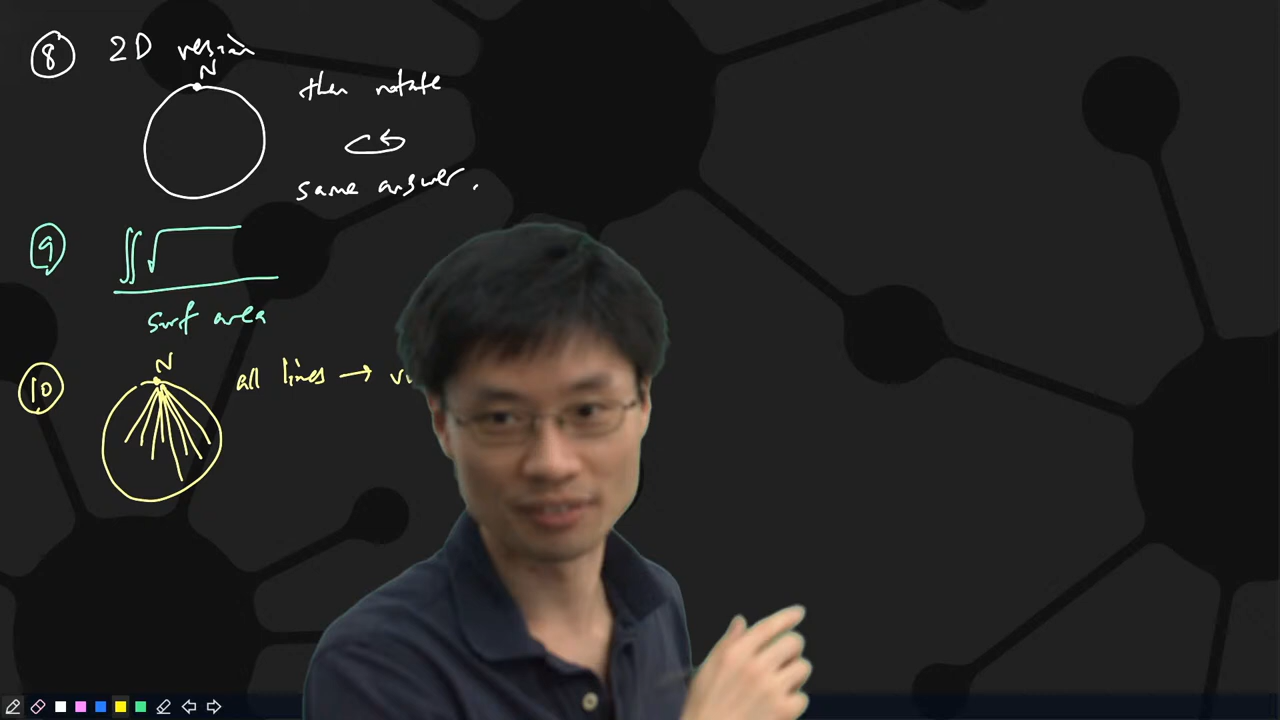 ⑧ 2D version
N
then rotate
same answer.
⑨ ∬√
surf area
⑩ N
all lines →